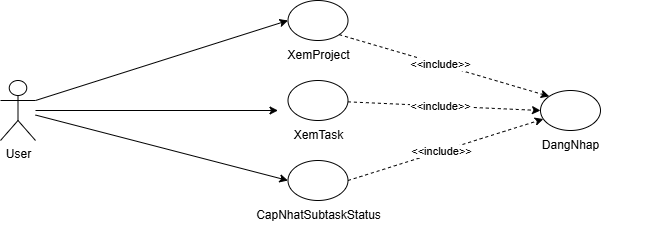 XemProject
<<include>>
User
XemTask
<<include>>
DangNhap
<<include>>
CapNhatSubtaskStatus